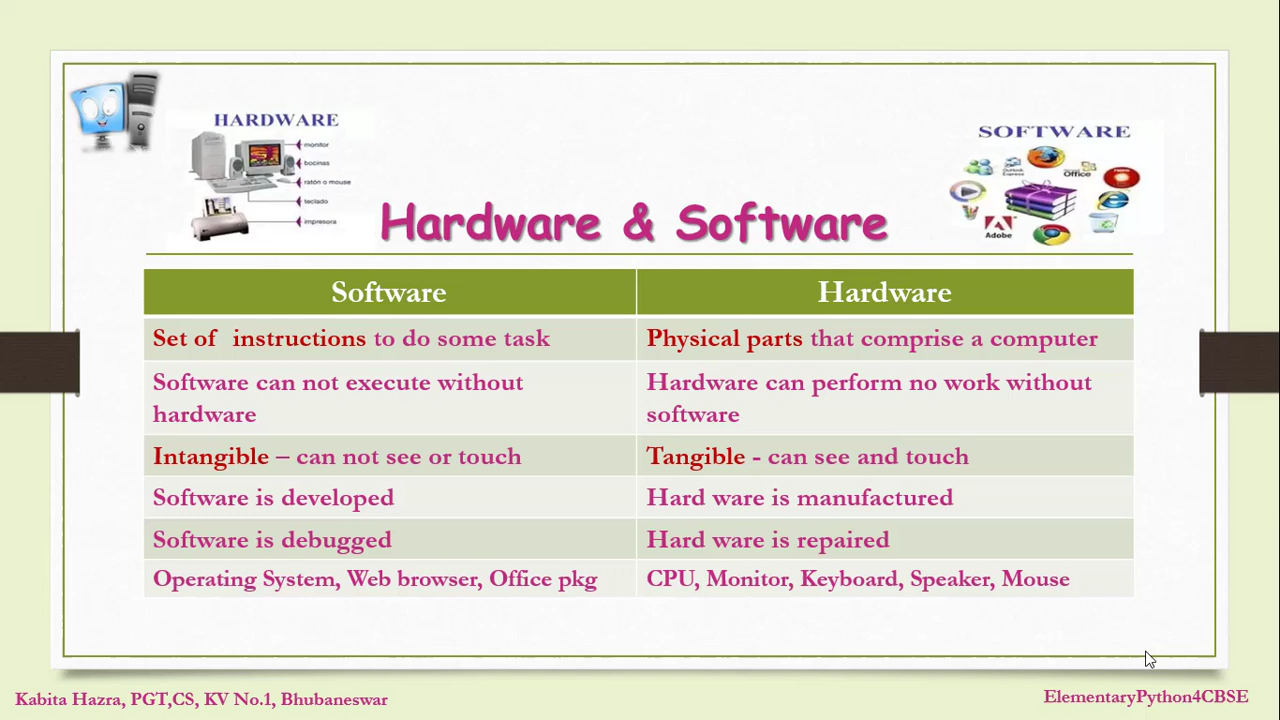 HARDWARE
monitor
bocinas
ratón o mouse
teclado
impresora
SOFTWARE
Outlook
Express
Office
Adobe
Hardware & Software
Software Hardware
Set of instructions to do some task Physical parts that comprise a computer
Software can not execute without Hardware can perform no work without
hardware software
Intangible – can not see or touch Tangible - can see and touch
Software is developed Hard ware is manufactured
Software is debugged Hard ware is repaired
Operating System, Web browser, Office pkg CPU, Monitor, Keyboard, Speaker, Mouse
Kabita Hazra, PGT,CS, KV No.1, Bhubaneswar ElementaryPython4CBSE